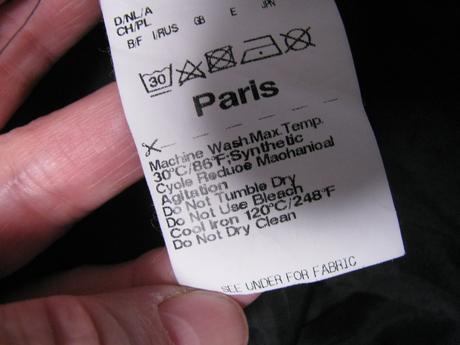 D/NL/A
CH/PL
B/F I/RUS GB E JPN
30
Paris
Machine Wash.Max.Temp.
30°C/86°F;Synthetic
Cycle Reduce Maohanioal
Agitation
Do Not Tumble Dry
Do Not Use Bleach
Cool Iron 120°C/248°F
Do Not Dry Clean
SEE UNDER FOR FABRIC